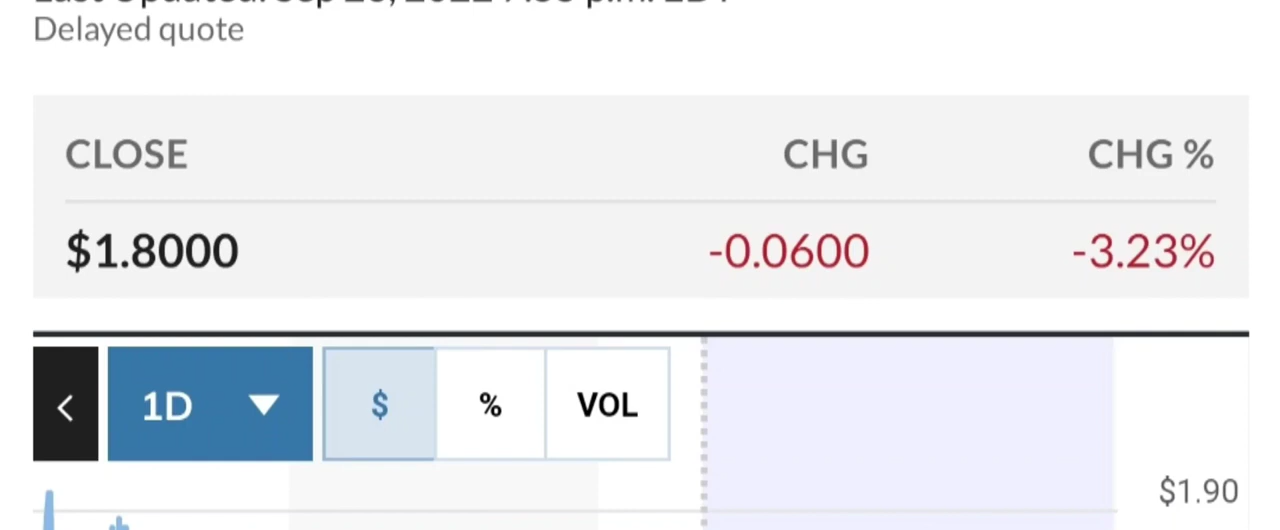 Delayed quote
CLOSE CHG CHG %
$1.8000 -0.0600 -3.23%
1D $ % VOL
$1.90